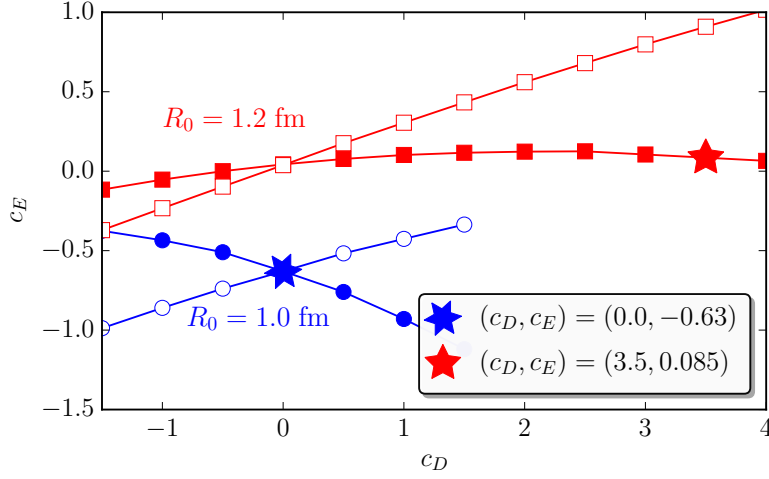 1.0
0.5
0.0
−0.5
−1.0
−1.5
c_E
R_0 = 1.2 fm
R_0 = 1.0 fm
(c_D, c_E) = (0.0, −0.63)
(c_D, c_E) = (3.5, 0.085)
−1 0 1 2 3 4
c_D